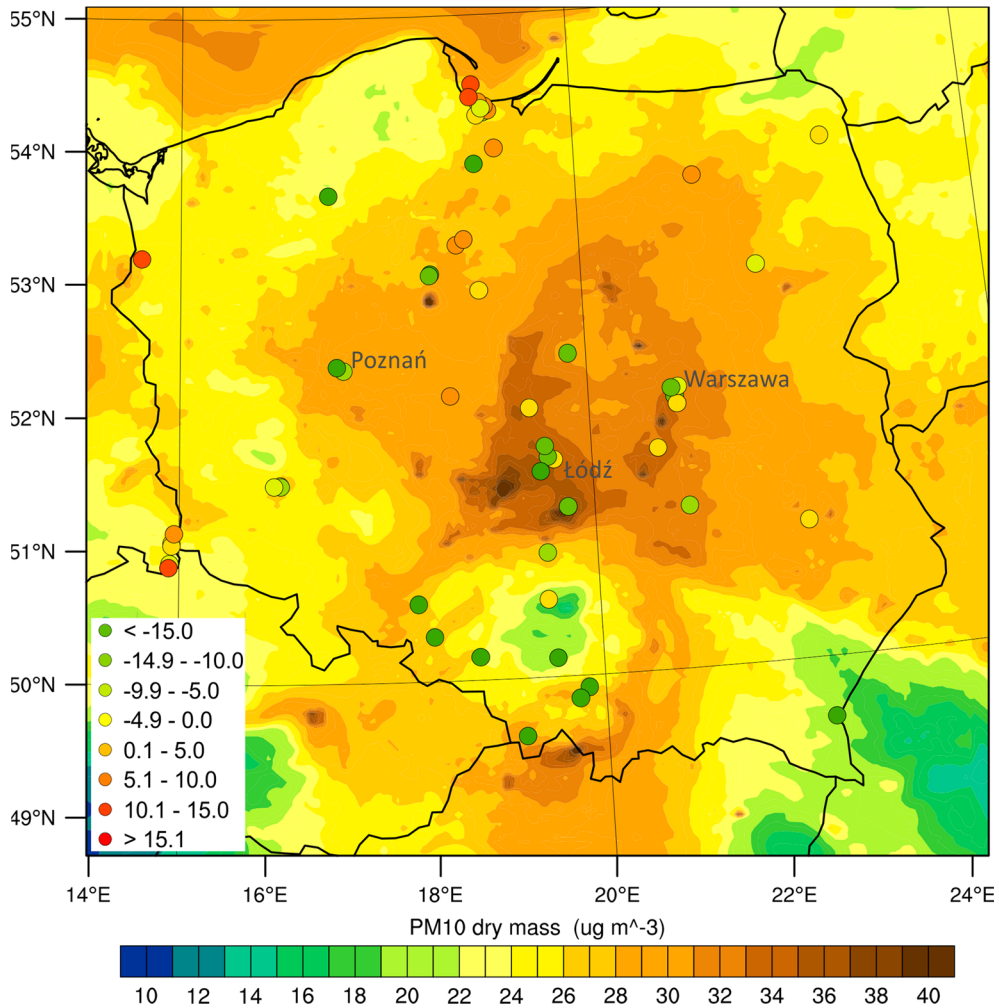 55°N
54°N
53°N
Poznań
Warszawa
52°N
Łódź
51°N
< -15.0
-14.9 - -10.0
-9.9 - -5.0
50°N
-4.9 - 0.0
0.1 - 5.0
5.1 - 10.0
10.1 - 15.0
49°N
> 15.1
14°E 16°E 18°E 20°E 22°E 24°E
PM10 dry mass (ug m^-3)
10 12 14 16 18 20 22 24 26 28 30 32 34 36 38 40